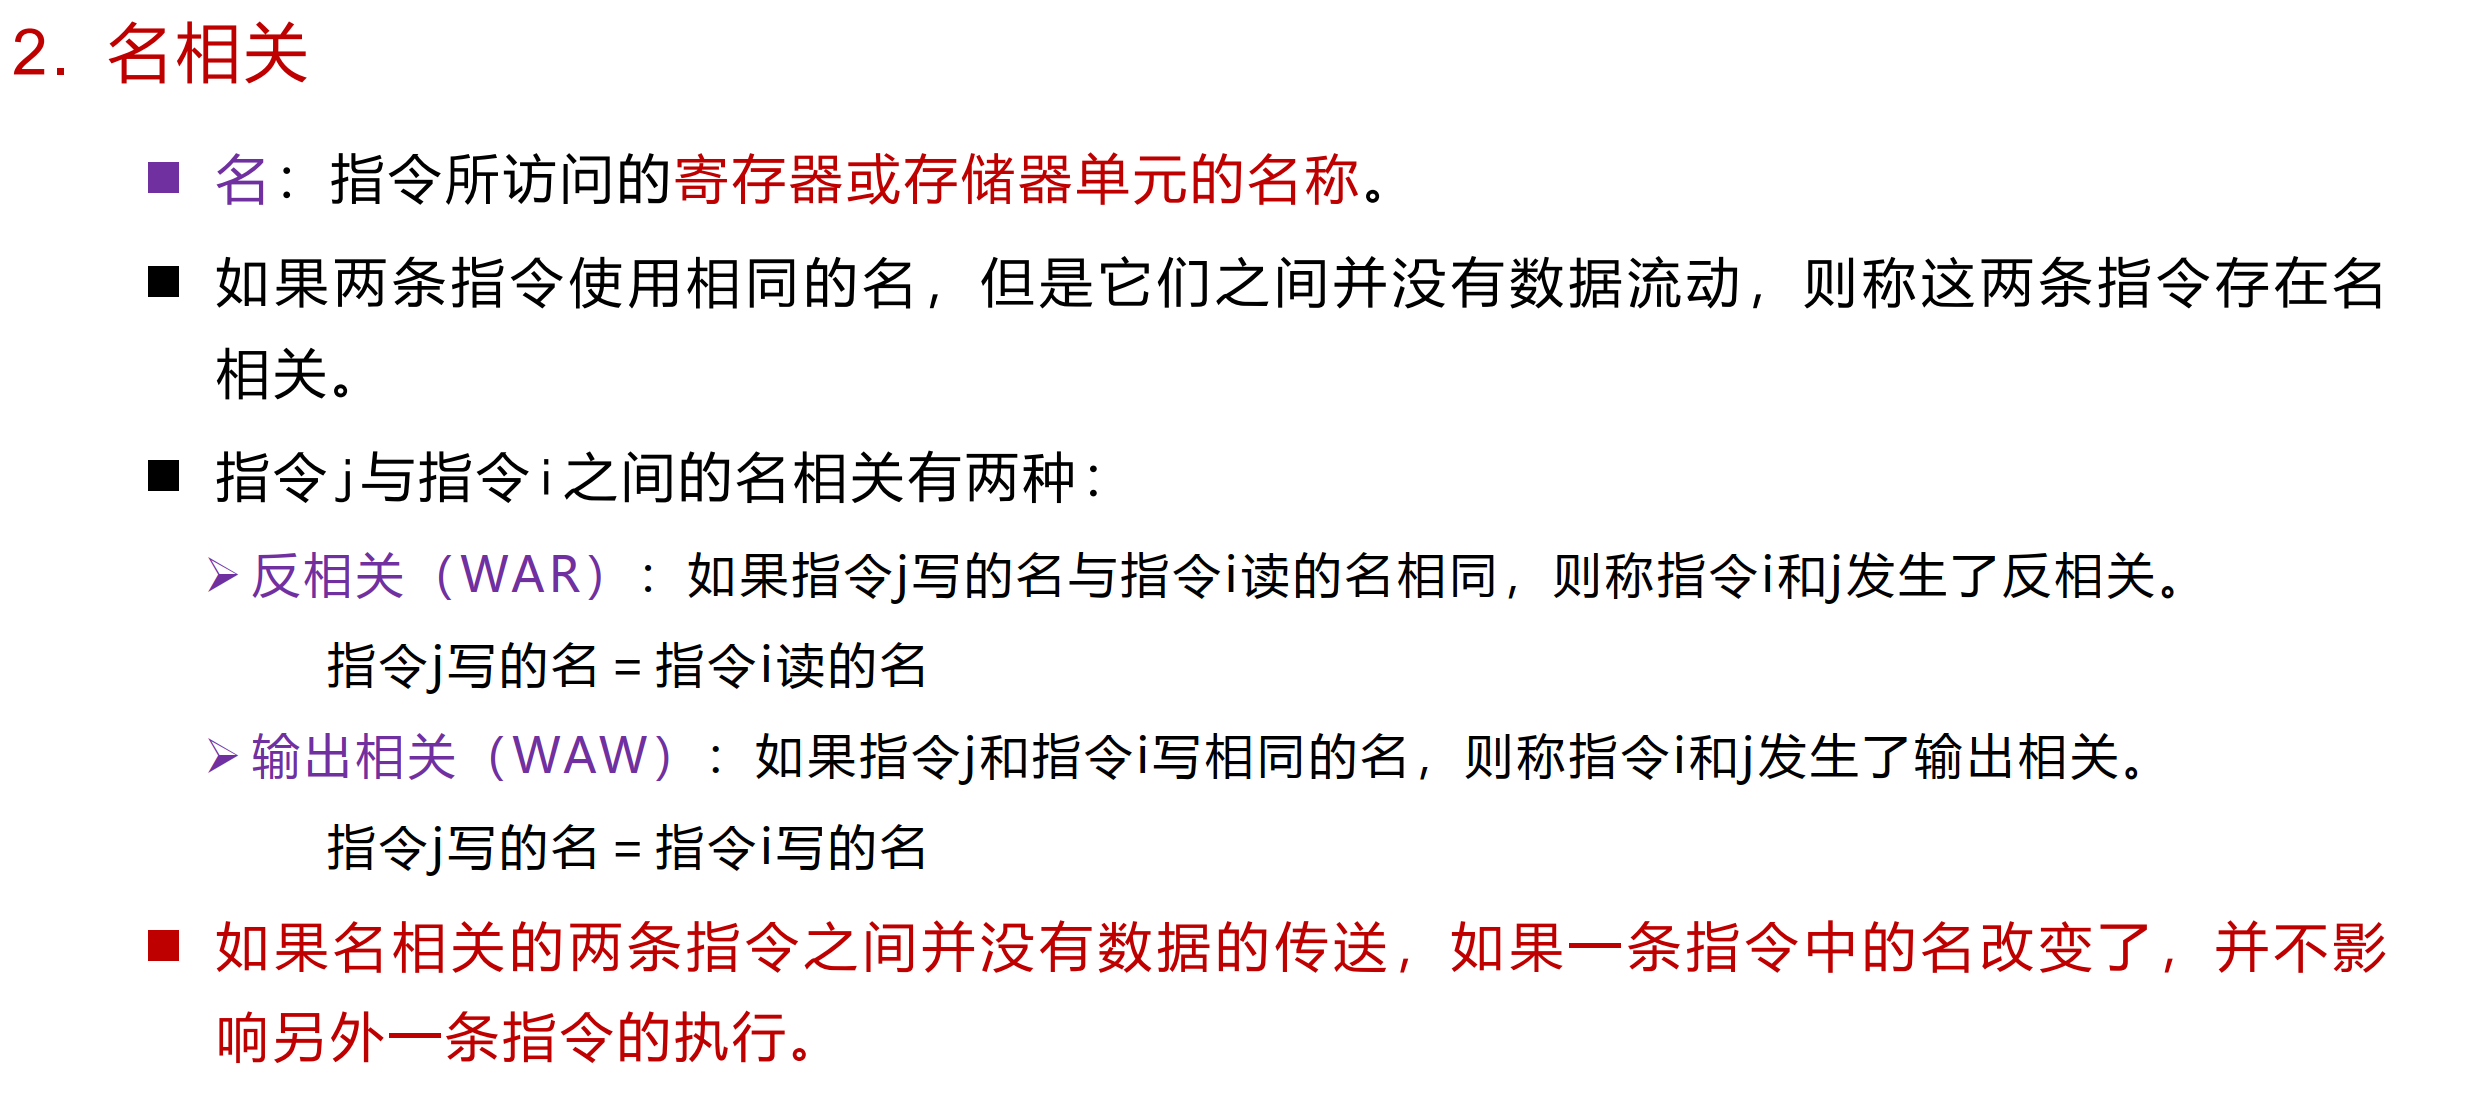 2. 名相关
名：指令所访问的寄存器或存储器单元的名称。
如果两条指令使用相同的名，但是它们之间并没有数据流动，则称这两条指令存在名
相关。
指令j与指令i之间的名相关有两种：
反相关（WAR）：如果指令j写的名与指令i读的名相同，则称指令i和j发生了反相关。
指令j写的名 = 指令i读的名
输出相关（WAW）：如果指令j和指令i写相同的名，则称指令i和j发生了输出相关。
指令j写的名 = 指令i写的名
如果名相关的两条指令之间并没有数据的传送，如果一条指令中的名改变了，并不影
响另外一条指令的执行。